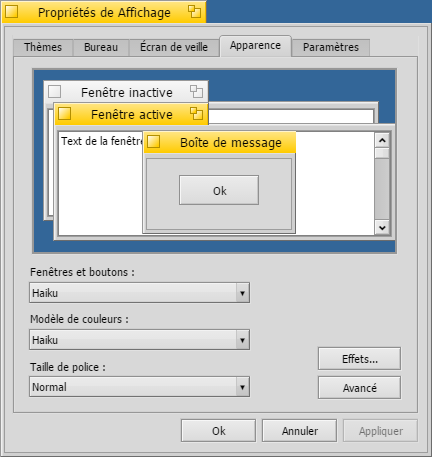 Propriétés de Affichage
Thèmes Bureau Écran de veille Apparence Paramètres
Fenêtre inactive
Fenêtre active
Text de la fenêtre
Boîte de message
Ok
Fenêtres et boutons :
Haiku
Modèle de couleurs :
Haiku
Taille de police :
Normal
Effets...
Avancé
Ok Annuler Appliquer